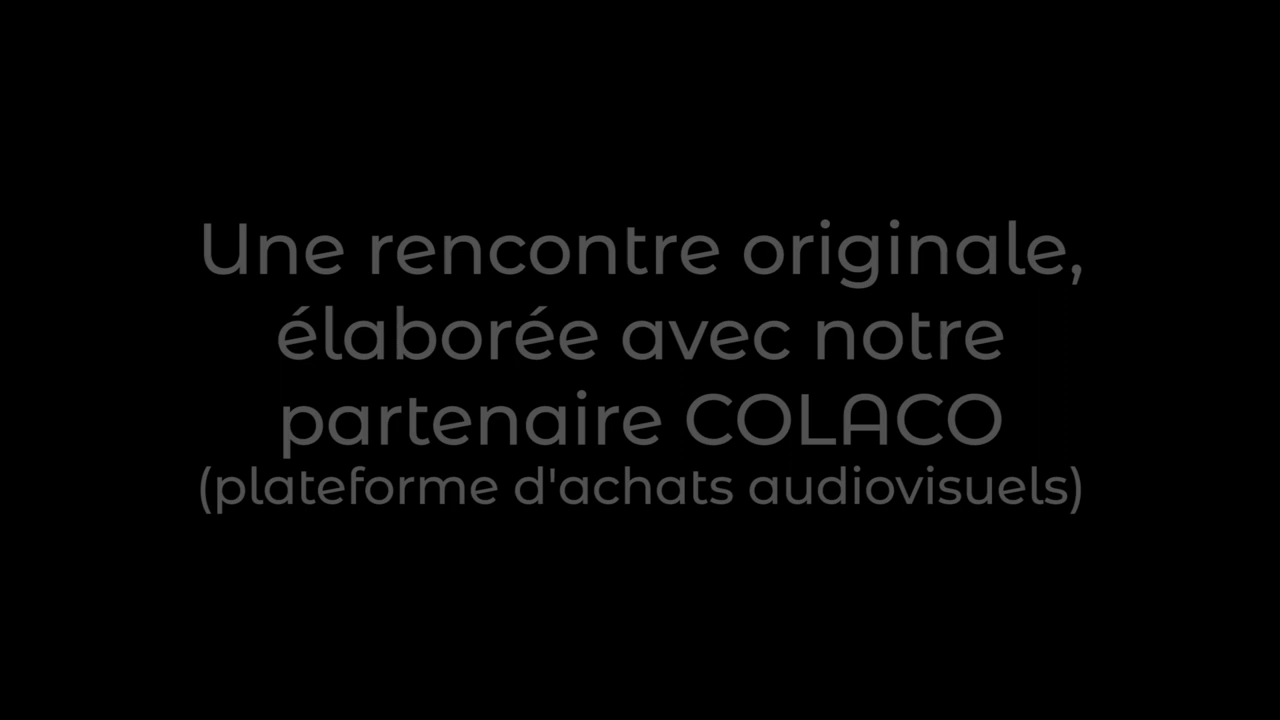 Une rencontre originale,
élaborée avec notre
partenaire COLACO
(plateforme d'achats audiovisuels)